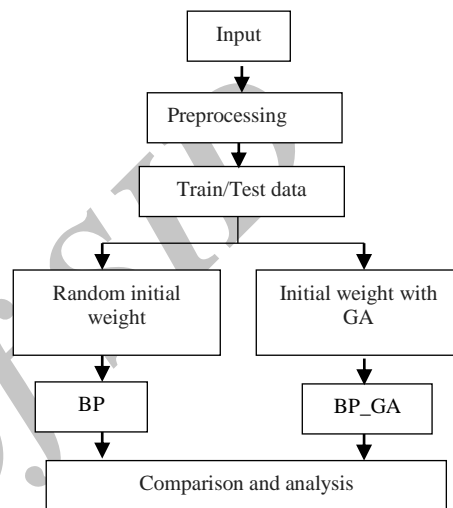 Input
Preprocessing
Train/Test data
Random initial
weight
Initial weight with
GA
BP
BP_GA
Comparison and analysis